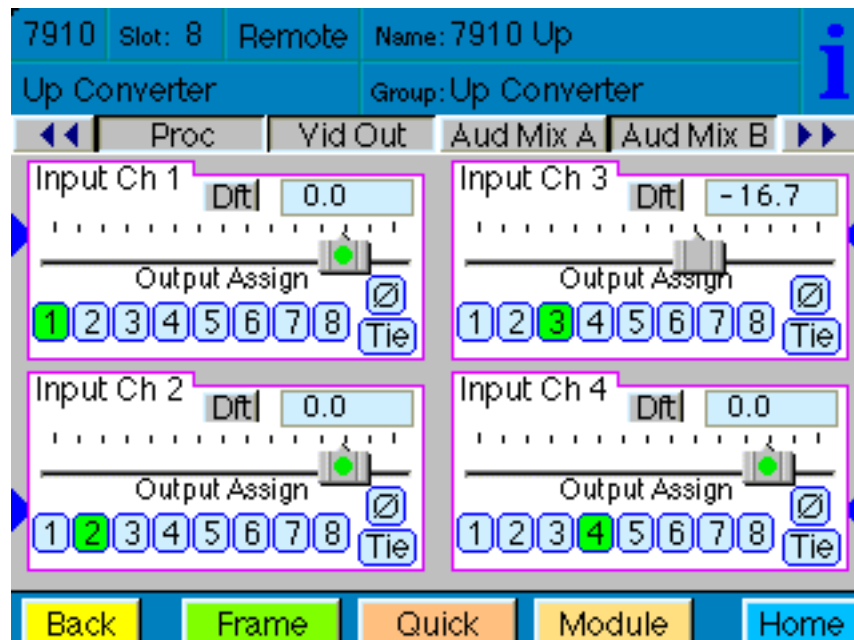 7910 Slot: 8 Remote Name: 7910 Up i
Up Converter Group: Up Converter
Proc Vid Out Aud Mix A Aud Mix B
Input Ch 1 Dft 0.0
Output Assign
1 2 3 4 5 6 7 8 Ø Tie
Input Ch 3 Dft -16.7
Output Assign
1 2 3 4 5 6 7 8 Ø Tie
Input Ch 2 Dft 0.0
Output Assign
1 2 3 4 5 6 7 8 Ø Tie
Input Ch 4 Dft 0.0
Output Assign
1 2 3 4 5 6 7 8 Ø Tie
Back Frame Quick Module Home